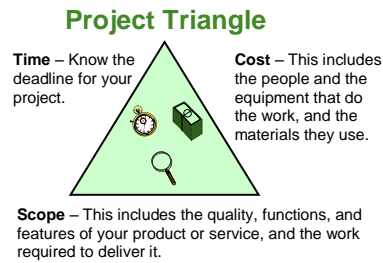 Project Triangle
Time – Know the
deadline for your
project.
Cost – This includes
the people and the
equipment that do
the work, and the
materials they use.
Scope – This includes the quality, functions, and
features of your product or service, and the work
required to deliver it.